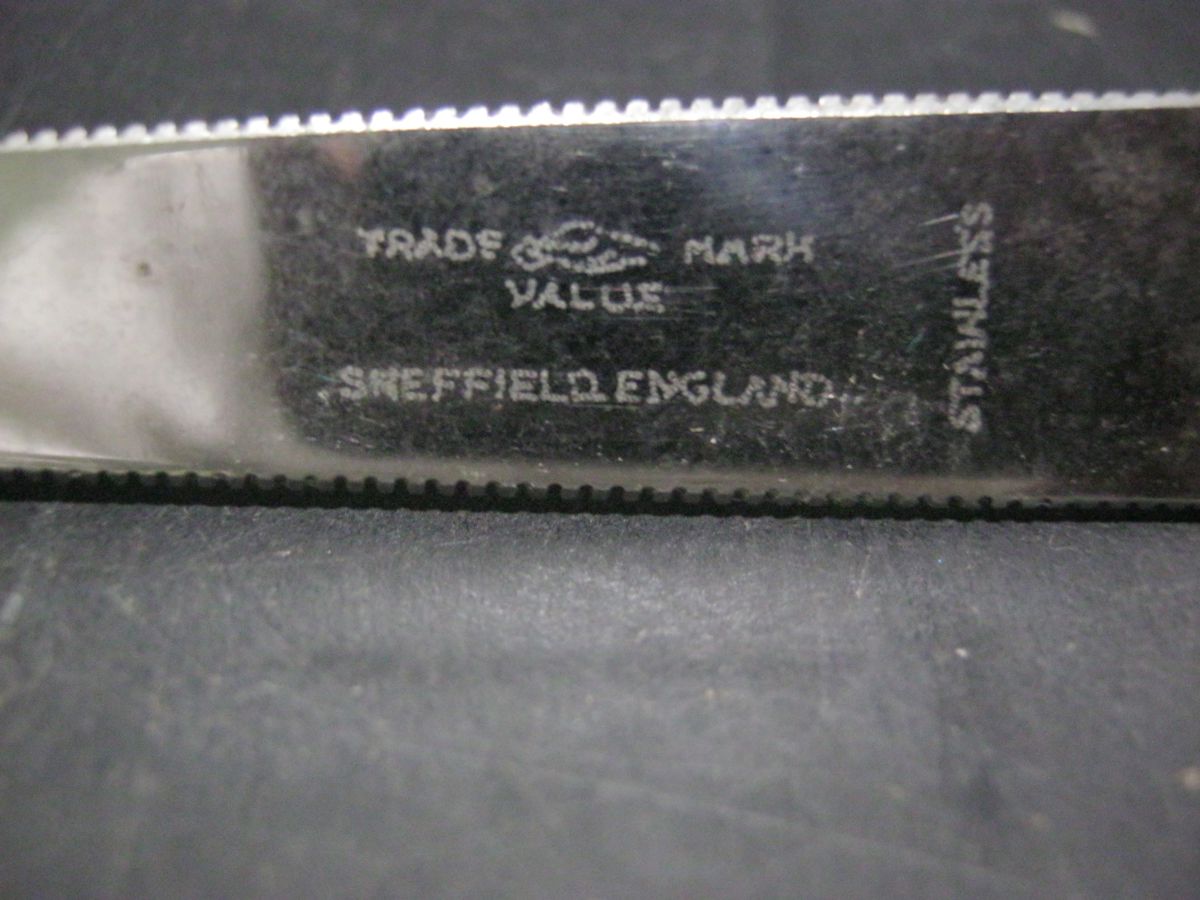 TRADE MARK
VALUE
SHEFFIELD. ENGLAND.
STAINLESS